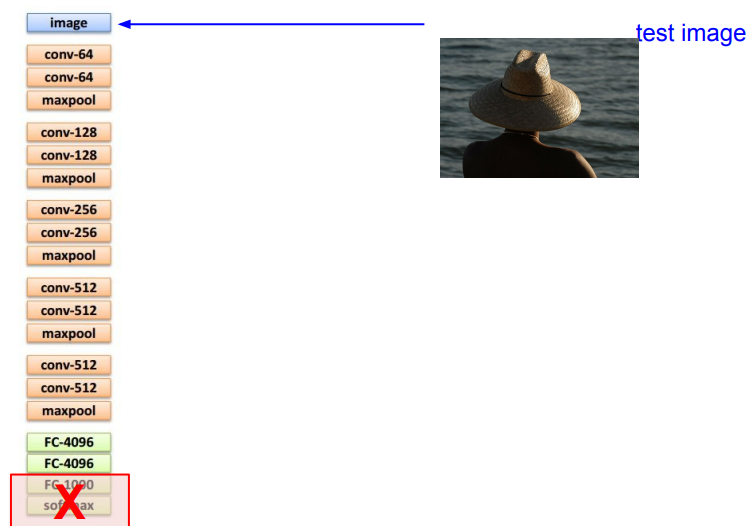 image
test image
conv-64
conv-64
maxpool
conv-128
conv-128
maxpool
conv-256
conv-256
maxpool
conv-512
conv-512
maxpool
conv-512
conv-512
maxpool
FC-4096
FC-4096
FC-1000
softmax
X